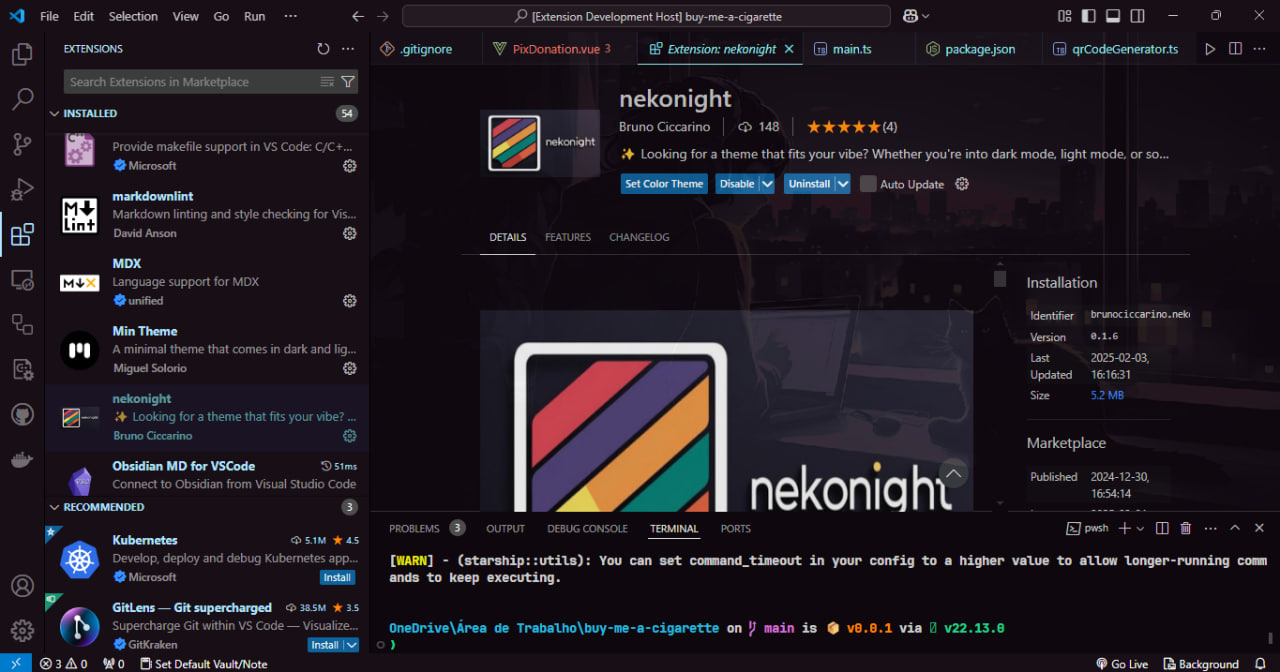 File Edit Selection View Go Run ···
[Extension Development Host] buy-me-a-cigarette
EXTENSIONS
Search Extensions in Marketplace
INSTALLED 54
Provide makefile support in VS Code: C/C+...
Microsoft
markdownlint
Markdown linting and style checking for Vis...
David Anson
MDX
Language support for MDX
unified
Min Theme
A minimal theme that comes in dark and lig...
Miguel Solorio
nekonight
✨ Looking for a theme that fits your vibe? ...
Bruno Ciccarino
Obsidian MD for VSCode 51ms
Connect to Obsidian from Visual Studio Code
RECOMMENDED 3
Kubernetes 5.1M ★ 4.5
Develop, deploy and debug Kubernetes app...
Microsoft Install
GitLens — Git supercharged 38.5M ★ 3.5
Supercharge Git within VS Code — Visualize...
GitKraken Install
.gitignore PixDonation.vue 3 Extension: nekonight main.ts package.json qrCodeGenerator.ts
nekonight
nekonight
Bruno Ciccarino 148 ★★★★★(4)
✨ Looking for a theme that fits your vibe? Whether you're into dark mode, light mode, or so...
Set Color Theme Disable Uninstall Auto Update
DETAILS FEATURES CHANGELOG
nekonight
Installation
Identifier brunociccarino.nek
Version 0.1.6
Last Updated 2025-02-03, 16:16:31
Size 5.2 MB
Marketplace
Published 2024-12-30, 16:54:14
PROBLEMS 3 OUTPUT DEBUG CONSOLE TERMINAL PORTS
pwsh
[WARN] - (starship::utils): You can set command_timeout in your config to a higher value to allow longer-running comm
ands to keep executing.
OneDrive\Área de Trabalho\buy-me-a-cigarette on main is 📦 v0.0.1 via v22.13.0
❯
3 0 0 Set Default Vault/Note
Go Live Background